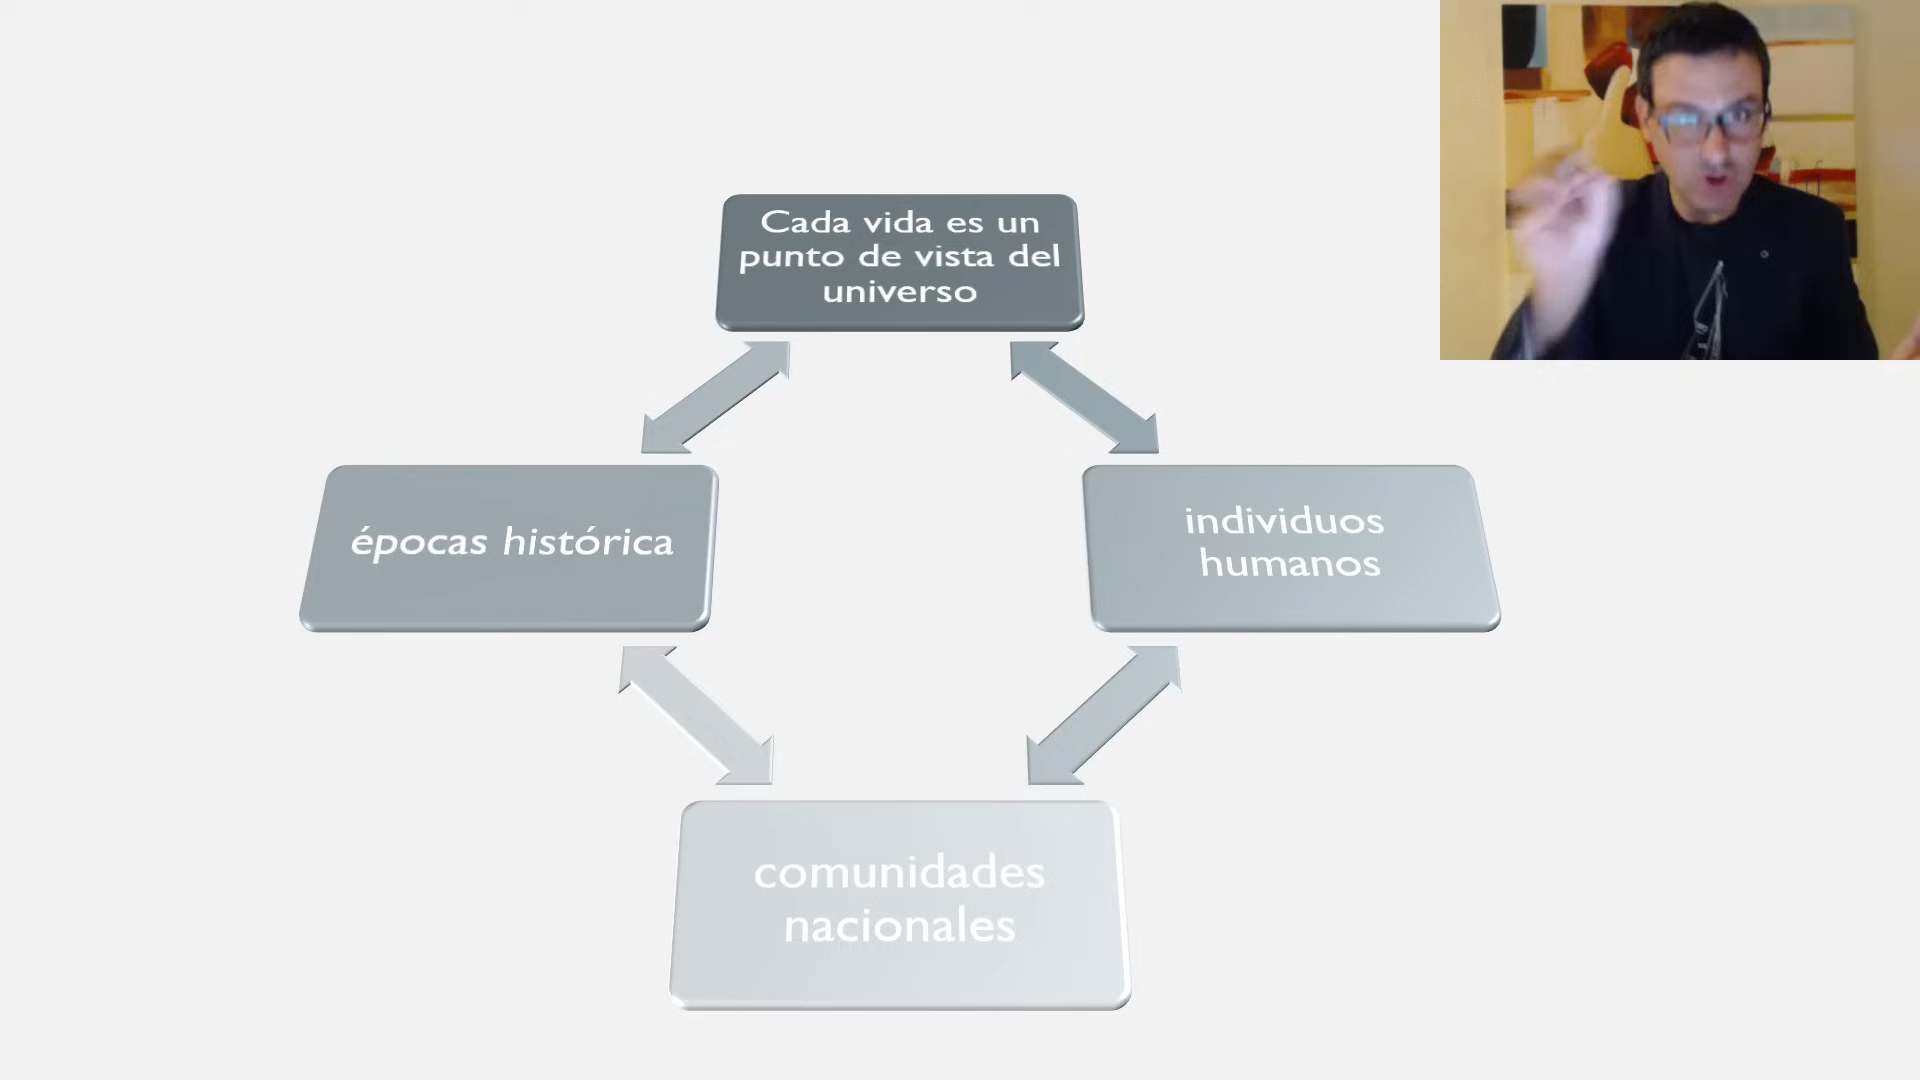 Cada vida es un
punto de vista del
universo
épocas histórica
individuos
humanos
comunidades
nacionales